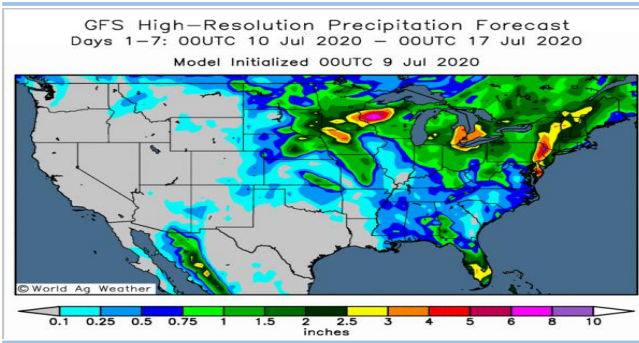 GFS High-Resolution Precipitation Forecast
Days 1-7: 00UTC 10 Jul 2020 - 00UTC 17 Jul 2020
Model Initialized 00UTC 9 Jul 2020
©World Ag Weather
0.1 0.25 0.5 0.75 1 1.5 2 2.5 3 4 5 6 8 10
inches